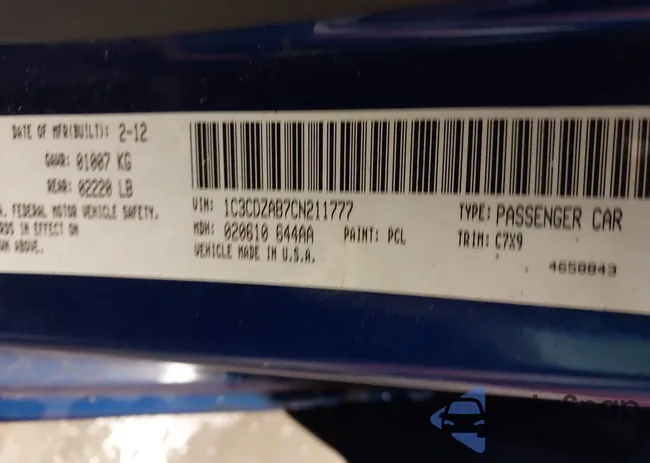 DATE OF MFR(BUILT): 2-12
GAWR: 01007 KG
REAR: 02220 LB
FEDERAL MOTOR VEHICLE SAFETY,
IN EFFECT ON
ABOVE.
VIN: 1C3CDZAB7CN211777
MDH: 020610 644AA
PAINT: PCL
VEHICLE MADE IN U.S.A.
TYPE: PASSENGER CAR
TRIM: C7X9
4658843